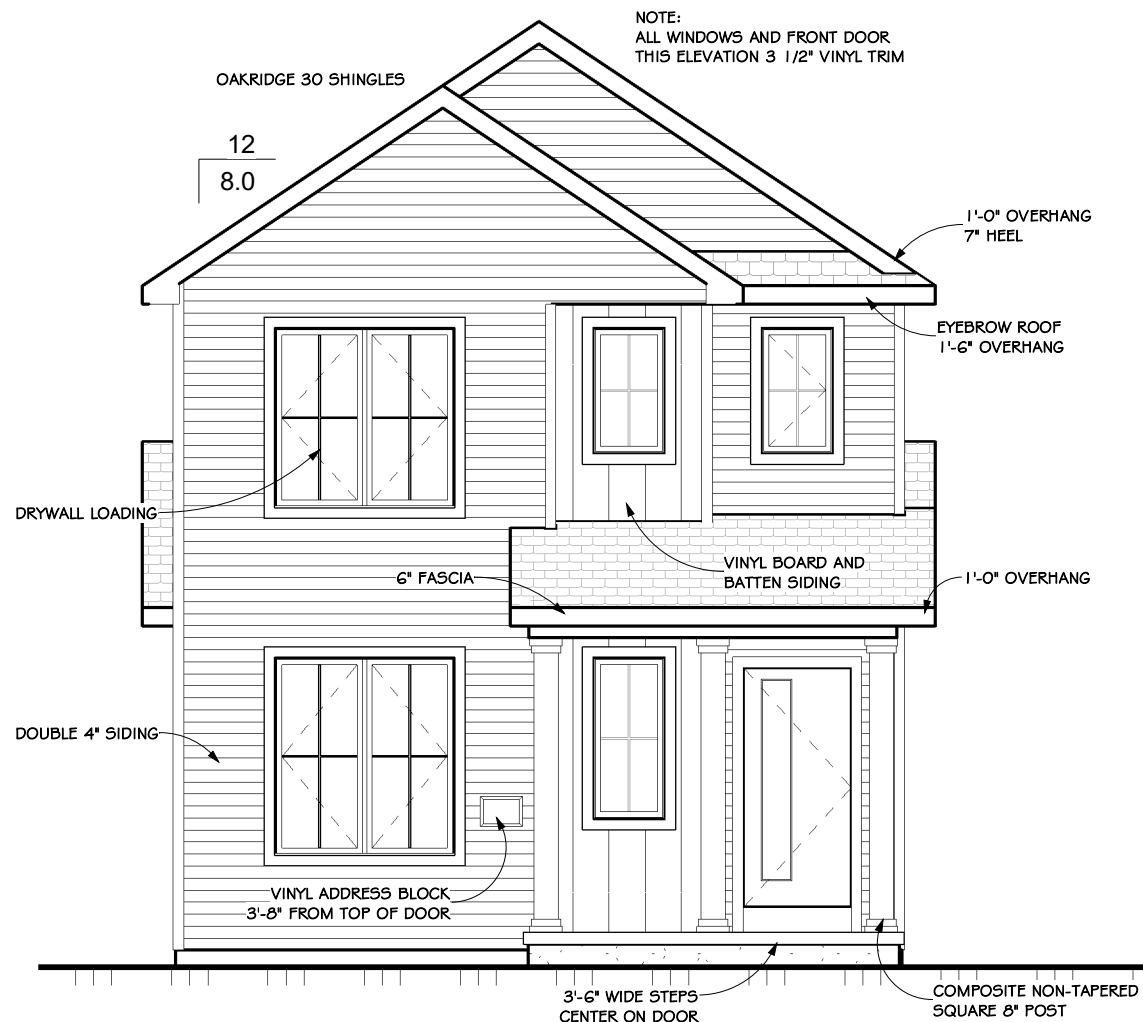 NOTE:
ALL WINDOWS AND FRONT DOOR
THIS ELEVATION 3 1/2" VINYL TRIM
OAKRIDGE 30 SHINGLES
12
8.0
1'-0" OVERHANG
7" HEEL
EYEBROW ROOF
1'-6" OVERHANG
DRYWALL LOADING
VINYL BOARD AND
BATTEN SIDING
6" FASCIA
1'-0" OVERHANG
DOUBLE 4" SIDING
VINYL ADDRESS BLOCK
3'-8" FROM TOP OF DOOR
3'-6" WIDE STEPS
CENTER ON DOOR
COMPOSITE NON-TAPERED
SQUARE 8" POST